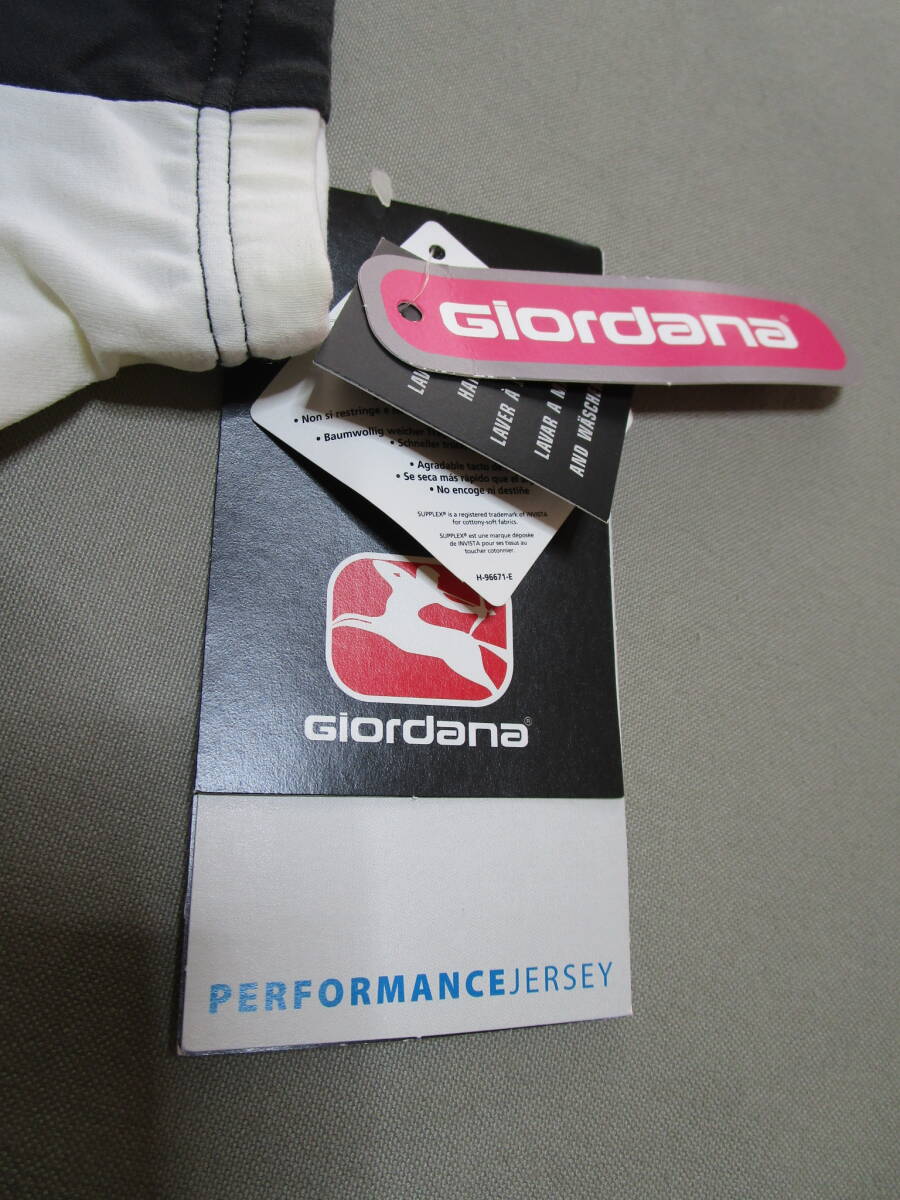 Giordana®
LAVER À
LAVAR A
AND WÄSCH
• Non si restringe e
• Baumwollig weicher
• Schneller
• Agradable tacto de
• Se seca más rápido que el
• No encoge ni destiñe
SUPPLEX® is a registered trademark of INVISTA
for cottony-soft fabrics.
SUPPLEX® est une marque déposée
de INVISTA pour ses tissus au
toucher cotonnier.
H-96671-E
Giordana®
PERFORMANCEJERSEY